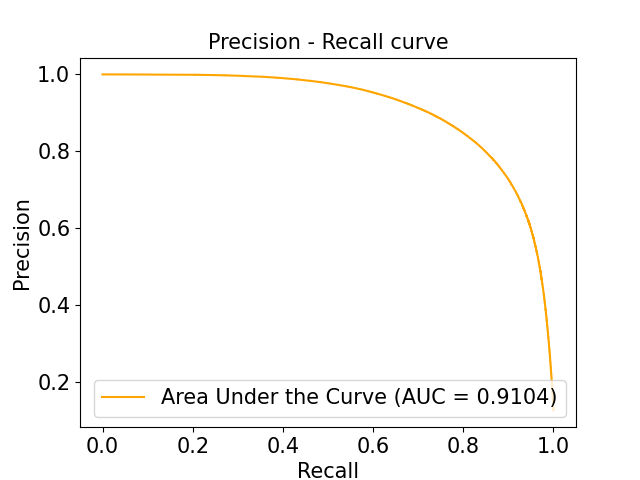 Precision - Recall curve
1.0
0.8
0.6
0.4
0.2
Precision
Area Under the Curve (AUC = 0.9104)
0.0 0.2 0.4 0.6 0.8 1.0
Recall